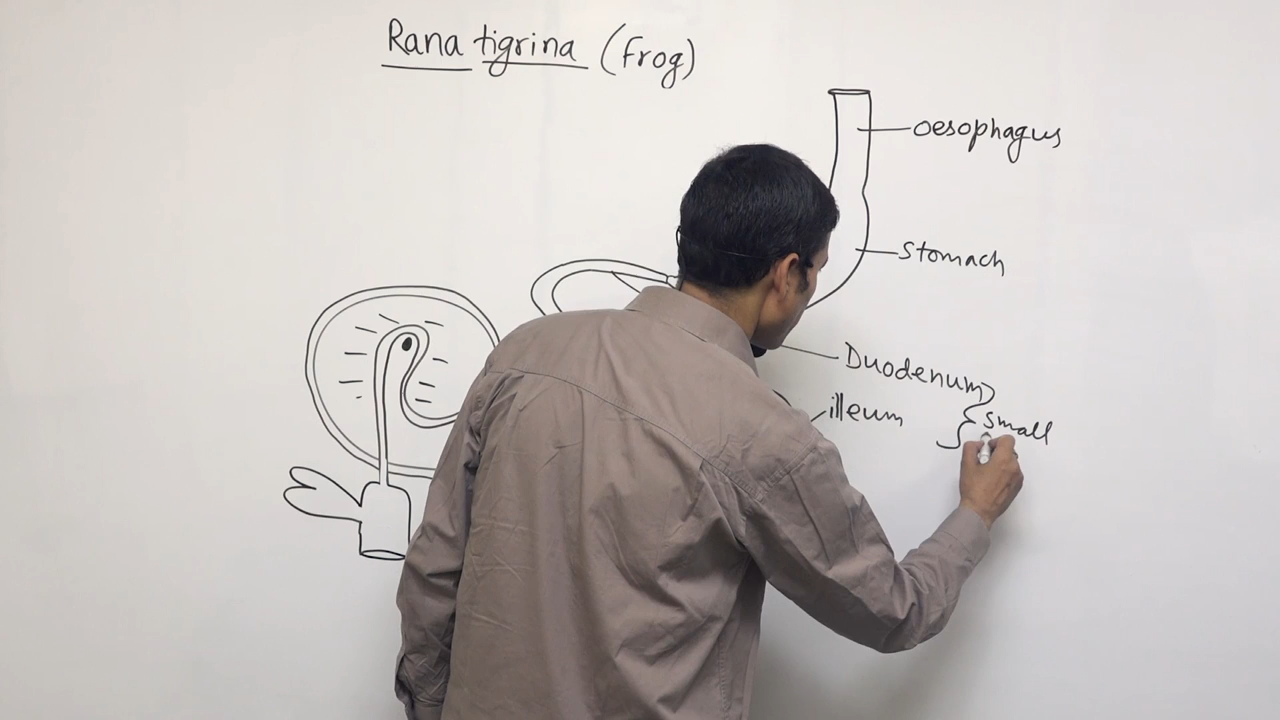 Rana tigrina (frog)
oesophagus
stomach
Duodenum
illeum
small